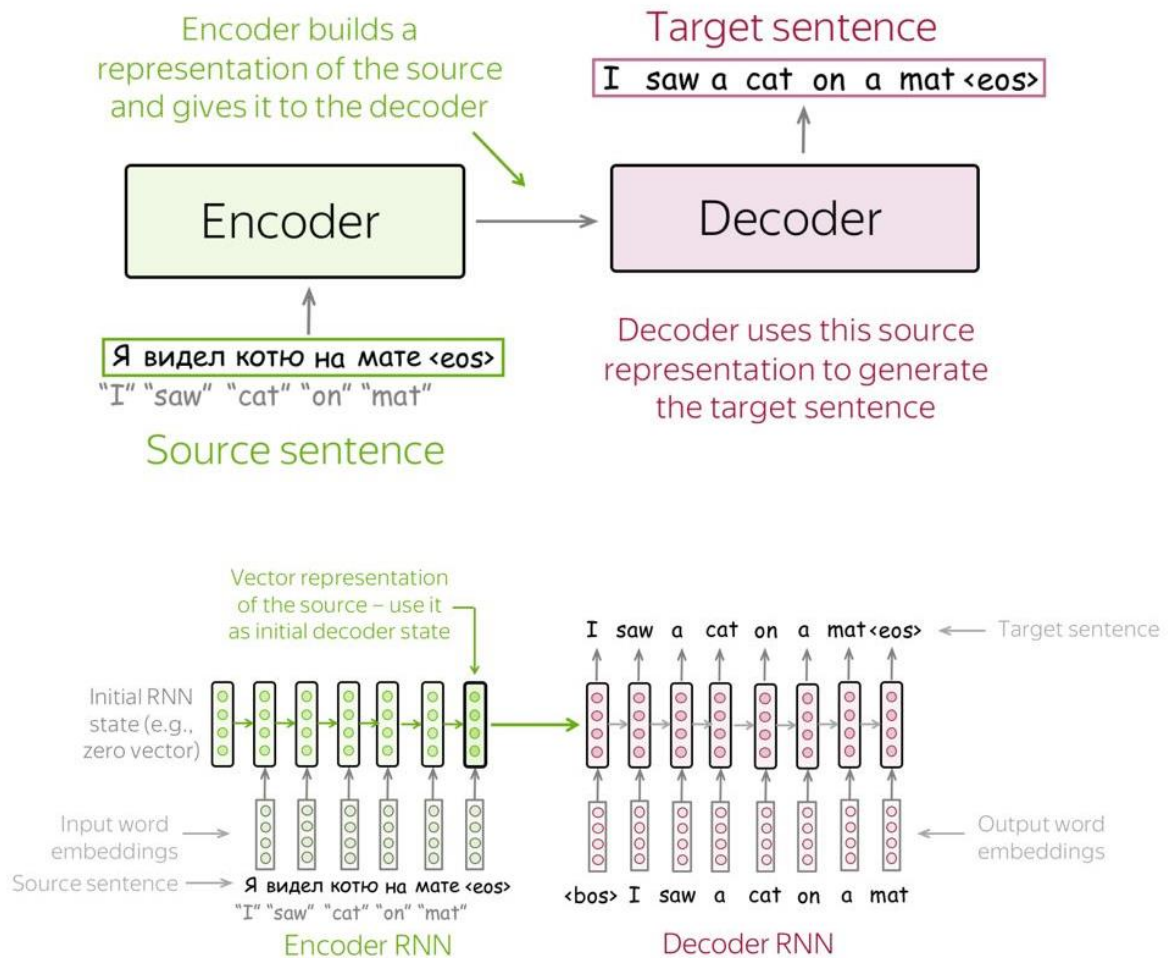 Encoder builds a
representation of the source
and gives it to the decoder
Target sentence
I saw a cat on a mat <eos>
Encoder
Decoder
Я видел котю на мате <eos>
"I" "saw" "cat" "on" "mat"
Source sentence
Decoder uses this source
representation to generate
the target sentence
Vector representation
of the source – use it
as initial decoder state
I saw a cat on a mat <eos>
Target sentence
Initial RNN
state (e.g.,
zero vector)
Input word
embeddings
Output word
embeddings
Source sentence
Я видел котю на мате <eos>
"I" "saw" "cat" "on" "mat"
<bos> I saw a cat on a mat
Encoder RNN
Decoder RNN